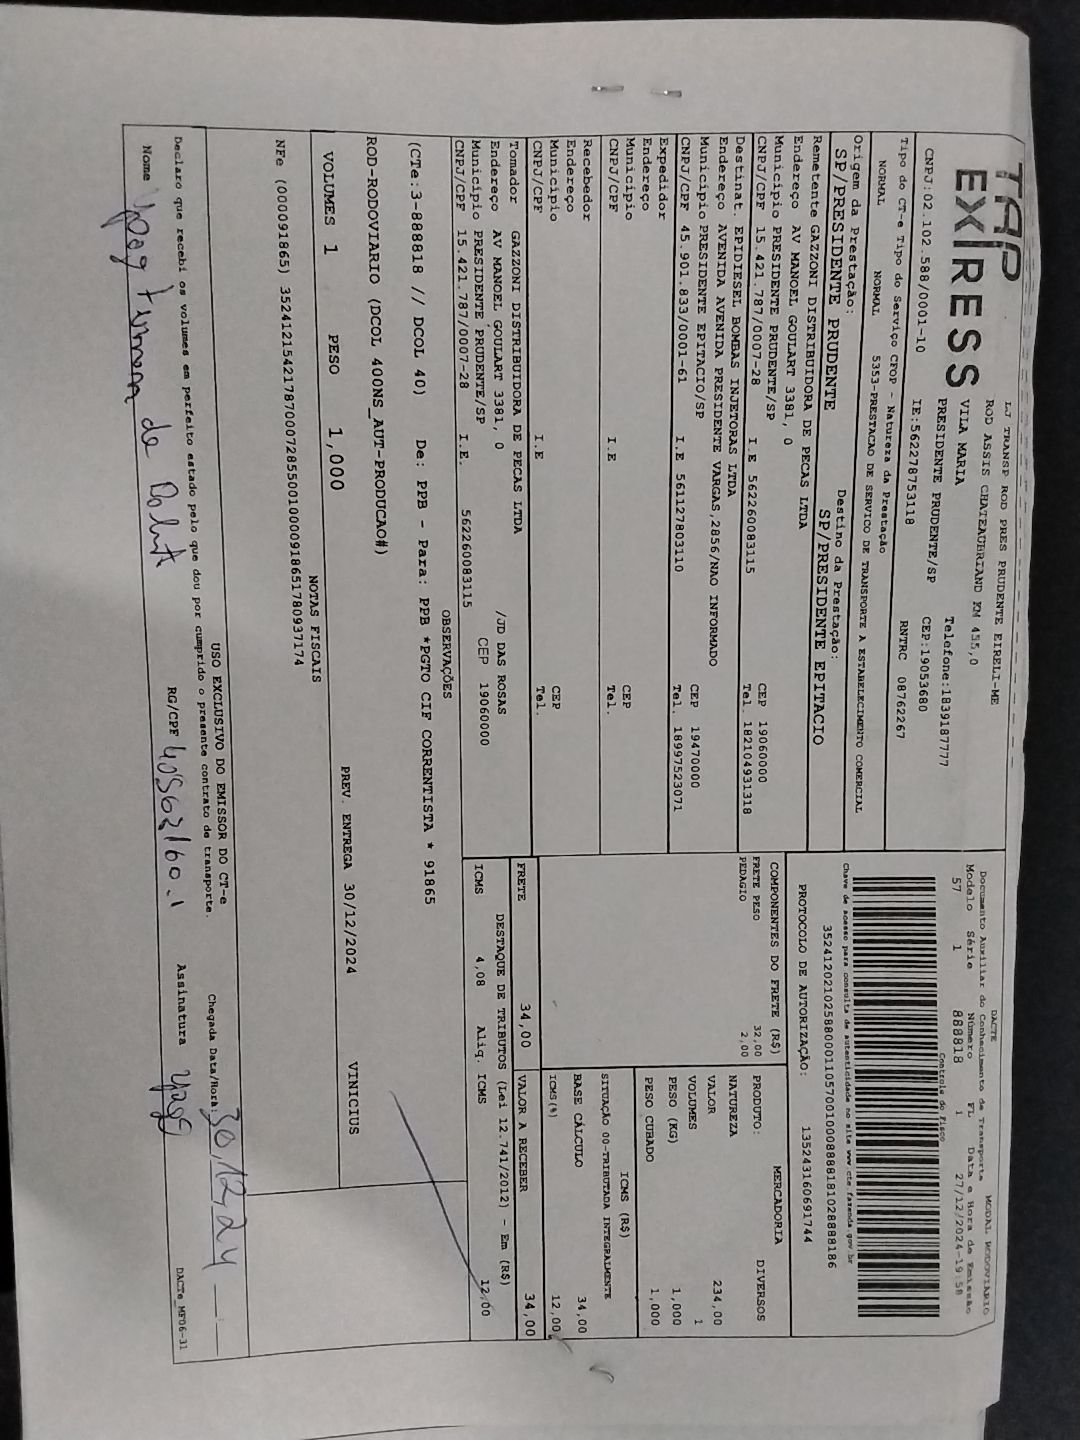 TAP
EXPRESS
LJ TRANSP ROD PRES PRUDENTE EIRELI-ME
ROD ASSIS CHATEAUBRIAND KM 455,0
VILA MARIA
PRESIDENTE PRUDENTE/SP CEP:19053680
Telefone:1839187777
CNPJ:02.102.588/0001-10 IE:562278753118 RNTRC 08762267
Tipo do CT-e Tipo do Serviço CFOP - Natureza da Prestação
NORMAL NORMAL 5353-PRESTACAO DE SERVICO DE TRANSPORTE A ESTABELECIMENTO COMERCIAL
Origem da Prestação: Destino da Prestação:
SP/PRESIDENTE PRUDENTE SP/PRESIDENTE EPITACIO
Remetente GAZZONI DISTRIBUIDORA DE PECAS LTDA
Endereço AV MANOEL GOULART 3381, 0
Município PRESIDENTE PRUDENTE/SP CEP 19060000
CNPJ/CPF 15.421.787/0007-28 I.E 562260083115 Tel. 182104931318
Destinat. EPIDIESEL BOMBAS INJETORAS LTDA
Endereço AVENIDA AVENIDA PRESIDENTE VARGAS,2856/NAO INFORMADO
Município PRESIDENTE EPITACIO/SP CEP 19470000
CNPJ/CPF 45.901.833/0001-61 I.E 561127803110 Tel. 18997523071
Expedidor
Endereço
Município CEP
CNPJ/CPF I.E Tel.
Recebedor
Endereço
Município CEP
CNPJ/CPF I.E Tel.
Tomador GAZZONI DISTRIBUIDORA DE PECAS LTDA
Endereço AV MANOEL GOULART 3381, 0 /JD DAS ROSAS
Município PRESIDENTE PRUDENTE/SP CEP 19060000
CNPJ/CPF 15.421.787/0007-28 I.E. 562260083115
DACTE MODAL RODOVIÁRIO
Documento Auxiliar do Conhecimento de Transporte
Modelo Série Número FL Data e Hora de Emissão
57 1 888818 1 27/12/2024-19:58
Controle do Fisco
Chave de acesso para consulta de autenticidade no site www.cte.fazenda.gov.br
PROTOCOLO DE AUTORIZAÇÃO: 135243160691744
COMPONENTES DO FRETE (R$)
FRETE PESO 32,00
PEDAGIO 2,00
PRODUTO: MERCADORIA
NATUREZA DIVERSOS
VALOR 234,00
VOLUMES 1
PESO (KG) 1,000
PESO CUBADO 1,000
ICMS (R$)
SITUAÇÃO 00-TRIBUTADA INTEGRALMENTE
BASE CÁLCULO 34,00
ICMS(%) 12,00
FRETE 34,00 VALOR A RECEBER 34,00
DESTAQUE DE TRIBUTOS (Lei 12.741/2012) - Em (R$)
ICMS 4,08 Aliq. ICMS 12,00
OBSERVAÇÕES
(CTe:3-888818 // DCOL 40) De: PPB - Para: PPB *PGTO CIF CORRENTISTA * 91865
ROD-RODOVIARIO (DCOL 400NS_AUT-PRODUCAO#)
VOLUMES 1 PESO 1,000 PREV. ENTREGA 30/12/2024 VINICIUS
NOTAS FISCAIS
USO EXCLUSIVO DO EMISSOR DO CT-e
Declaro que recebi os volumes em perfeito estado pelo que dou por cumprido o presente contrato de transporte. Chegada Data/Hora: 30,12,24
Nome de RG/CPF Assinatura
DACTe_MF06-31